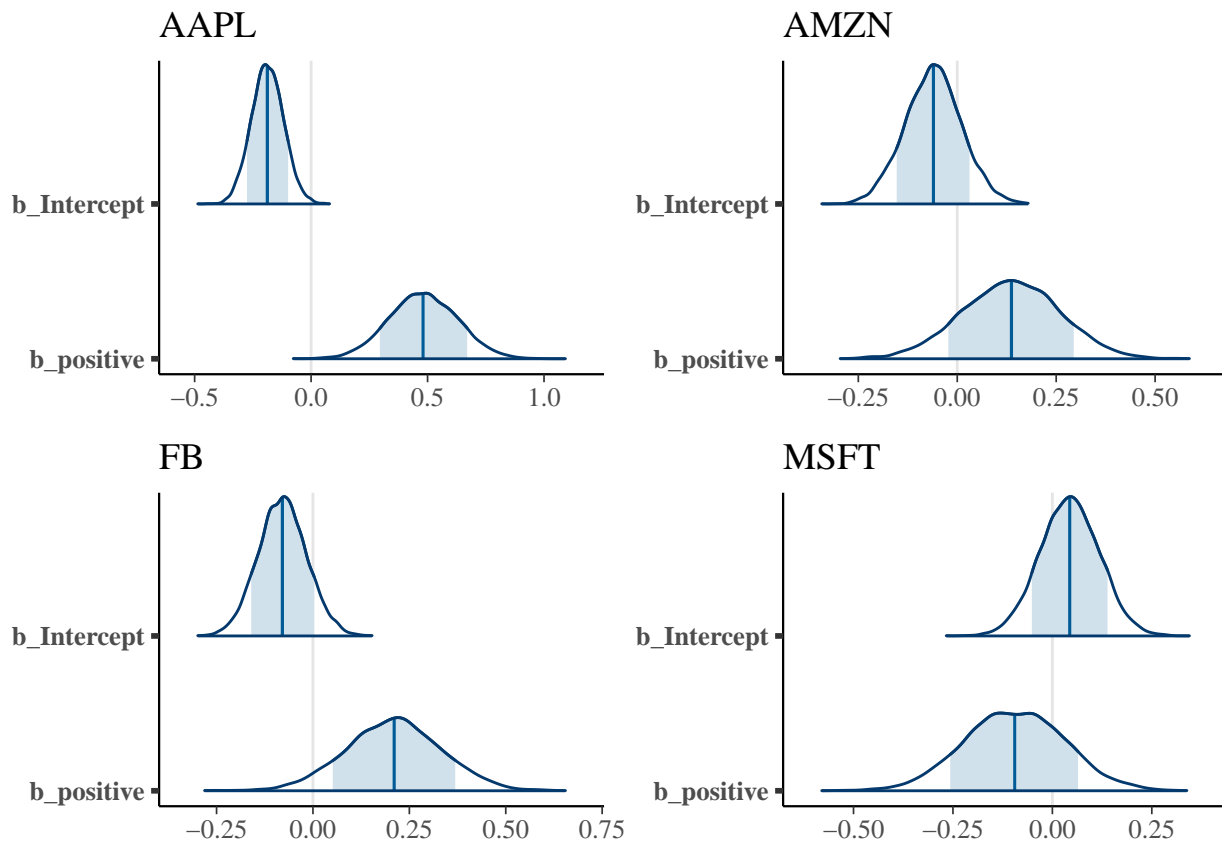 AAPL
b_Intercept
b_positive
−0.5 0.0 0.5 1.0
AMZN
b_Intercept
b_positive
−0.25 0.00 0.25 0.50
FB
b_Intercept
b_positive
−0.25 0.00 0.25 0.50 0.75
MSFT
b_Intercept
b_positive
−0.50 −0.25 0.00 0.25